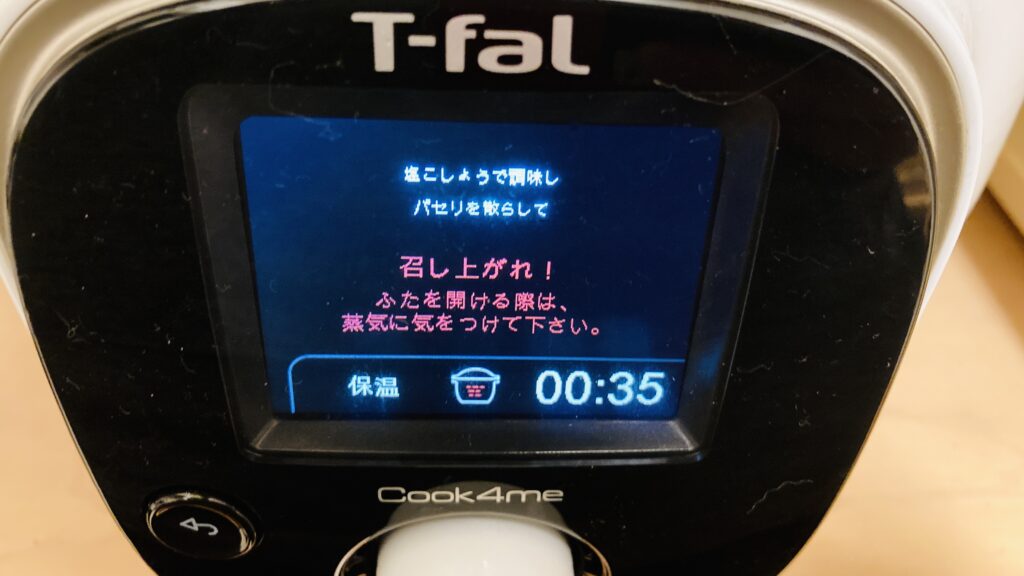 T-fal
塩こしょうで調味し
パセリを散らして
召し上がれ！
ふたを開ける際は、
蒸気に気をつけて下さい。
保温 00:35
Cook4me